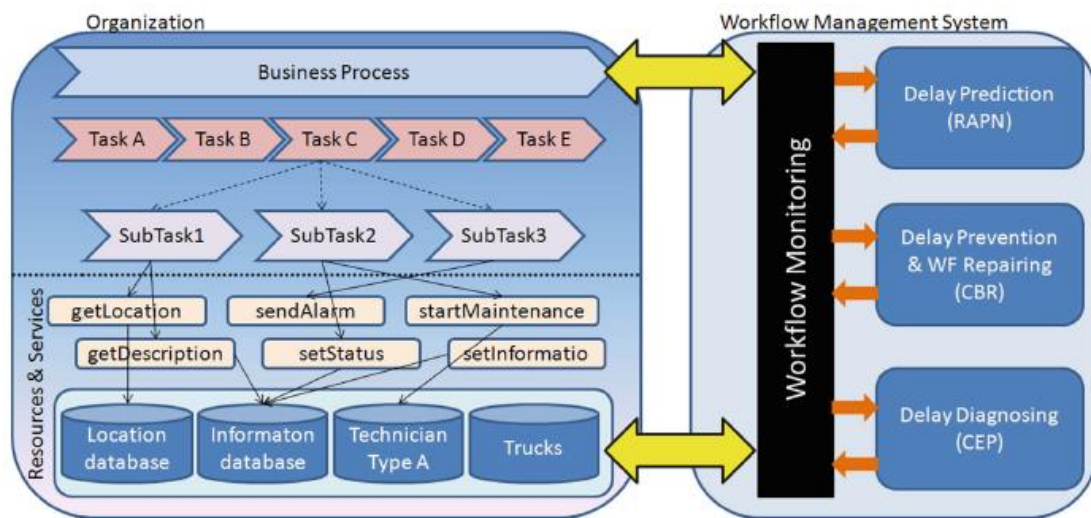 Organization
Workflow Management System
Business Process
Task A
Task B
Task C
Task D
Task E
SubTask1
SubTask2
SubTask3
Resources & Services
getLocation
sendAlarm
startMaintenance
getDescription
setStatus
setInformatio
Location
database
Informaton
database
Technician
Type A
Trucks
Workflow Monitoring
Delay Prediction
(RAPN)
Delay Prevention
& WF Repairing
(CBR)
Delay Diagnosing
(CEP)